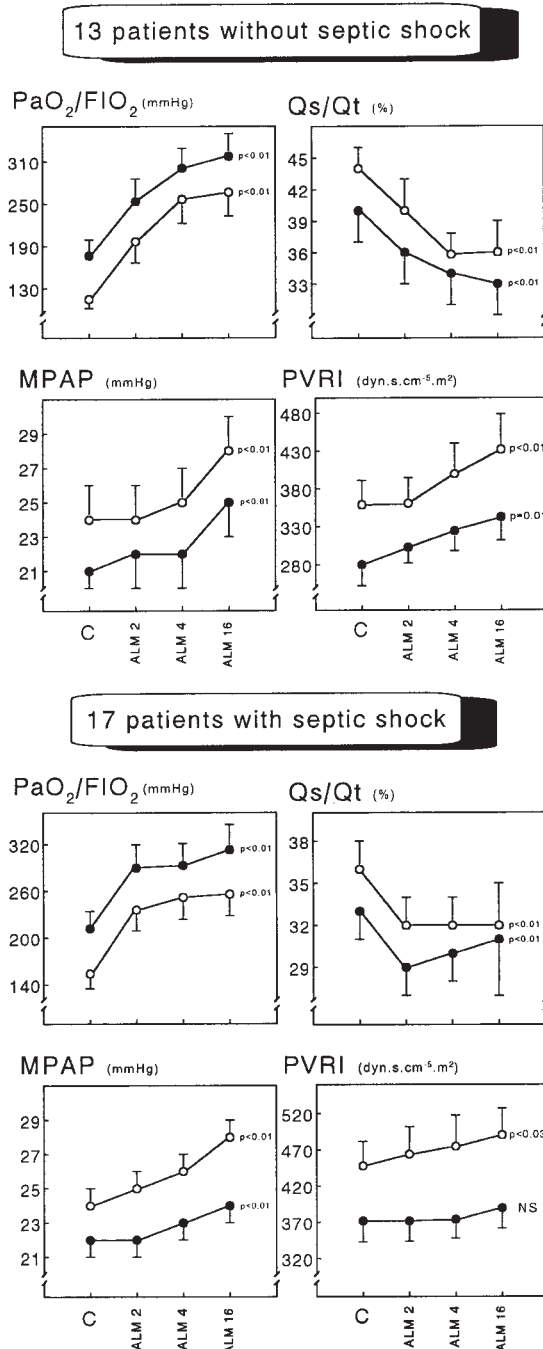 13 patients without septic shock
PaO₂/FIO₂ (mmHg)
310
250
190
130
p<0.01
p<0.01
Qs/Qt (%)
45
42
39
36
33
p<0.01
p<0.01
MPAP (mmHg)
29
27
25
23
21
p<0.01
p<0.01
C
ALM 2
ALM 4
ALM 16
PVRI (dyn.s.cm⁻⁵.m²)
480
430
380
330
280
p<0.01
p=0.01
C
ALM 2
ALM 4
ALM 16
17 patients with septic shock
PaO₂/FIO₂ (mmHg)
320
260
200
140
p<0.01
p<0.01
Qs/Qt (%)
38
35
32
29
p<0.01
p<0.01
MPAP (mmHg)
29
27
25
23
21
p<0.01
p<0.01
C
ALM 2
ALM 4
ALM 16
PVRI (dyn.s.cm⁻⁵.m²)
520
470
420
370
320
p<0.03
NS
C
ALM 2
ALM 4
ALM 16